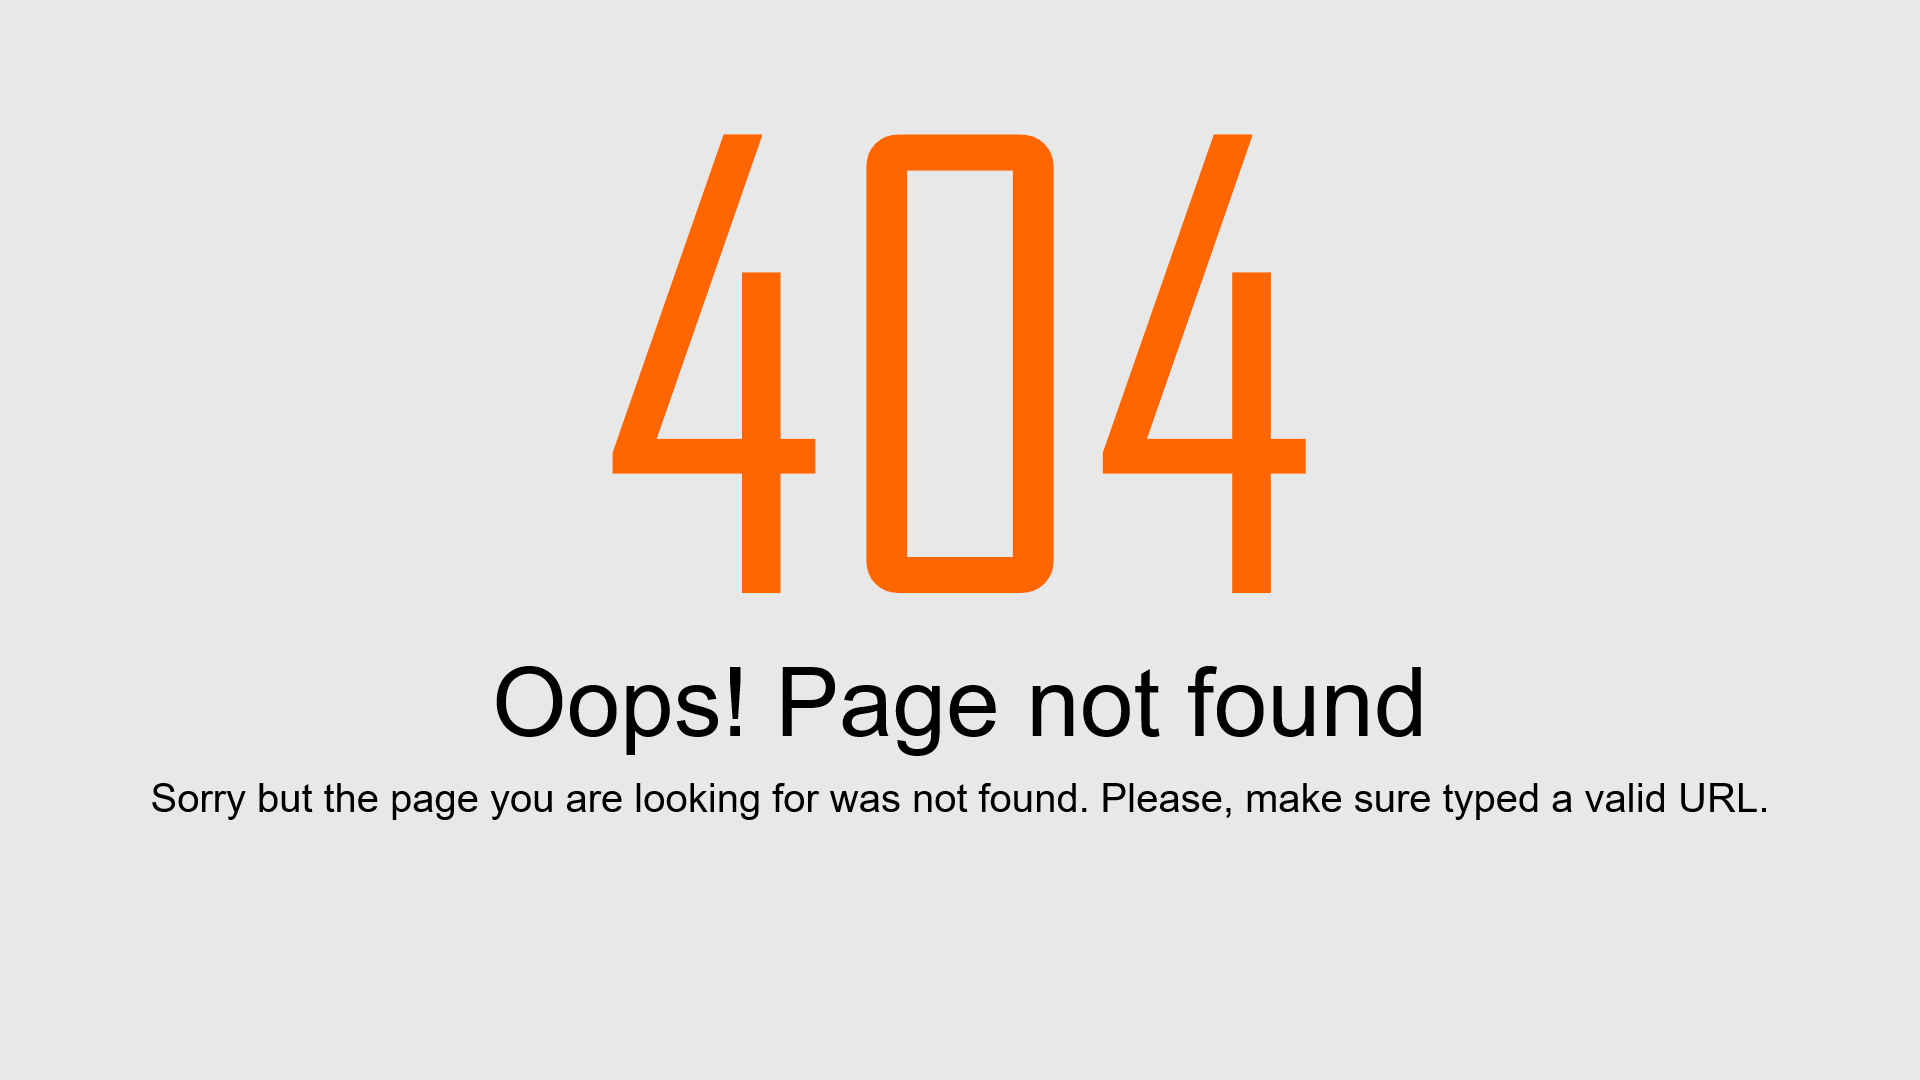 404
Oops! Page not found
Sorry but the page you are looking for was not found. Please, make sure typed a valid URL.